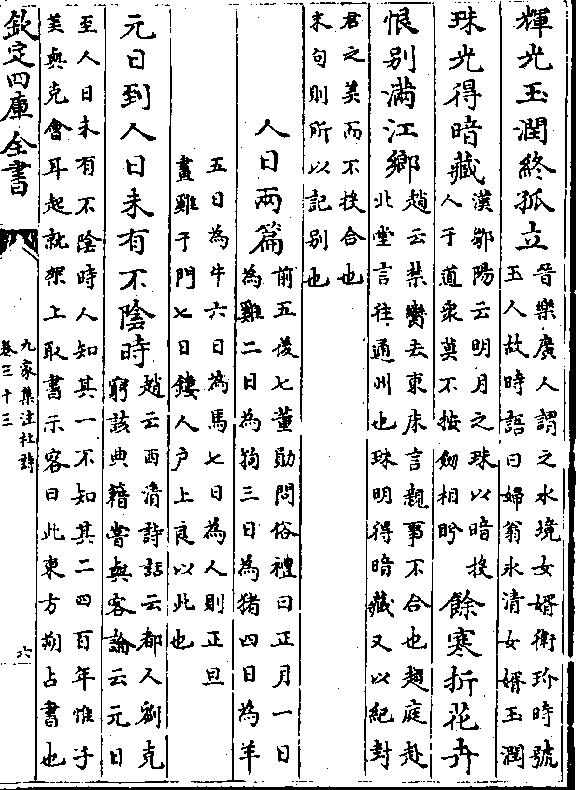 輝光玉潤終孤立
晉樂廣人謂之水境女婿衛玠時號
玉人故時語曰婦翁氷清女婿玉潤
珠光得暗藏
漢鄒陽云明月之珠以暗投
人于道衆莫不按劒相眄
餘寒折花卉
恨别滿江鄉
趙云禁臠去東床言親事不合也趨庭赴
北堂言往通州也珠明得暗藏又以紀封
君之美而不投合也
末句則所以記别也
人日兩篇
前五後七董勛問俗禮曰正月一日
為雞二日為狗三日為猪四日為羊
五日為牛六日為馬七日為人則正旦
畫雞于門七日鏤人户上良以此也
元日到人日未有不陰時
趙云西清詩話云都人劉克
窮該典籍嘗與客論云元日
至人日未有不陰時人知其一不知其二四百年惟子
美與克會耳起就架上取書示客曰此東方朔占書也
欽定四庫全書
九家集注杜詩
卷三十三
六